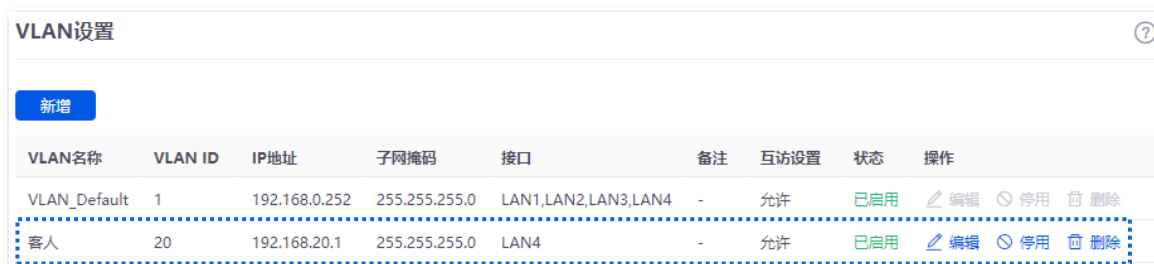 VLAN设置
?
新增
VLAN名称 VLAN ID IP地址 子网掩码 接口 备注 互访设置 状态 操作
VLAN_Default 1 192.168.0.252 255.255.255.0 LAN1,LAN2,LAN3,LAN4 - 允许 已启用 编辑 停用 删除
客人 20 192.168.20.1 255.255.255.0 LAN4 - 允许 已启用 编辑 停用 删除